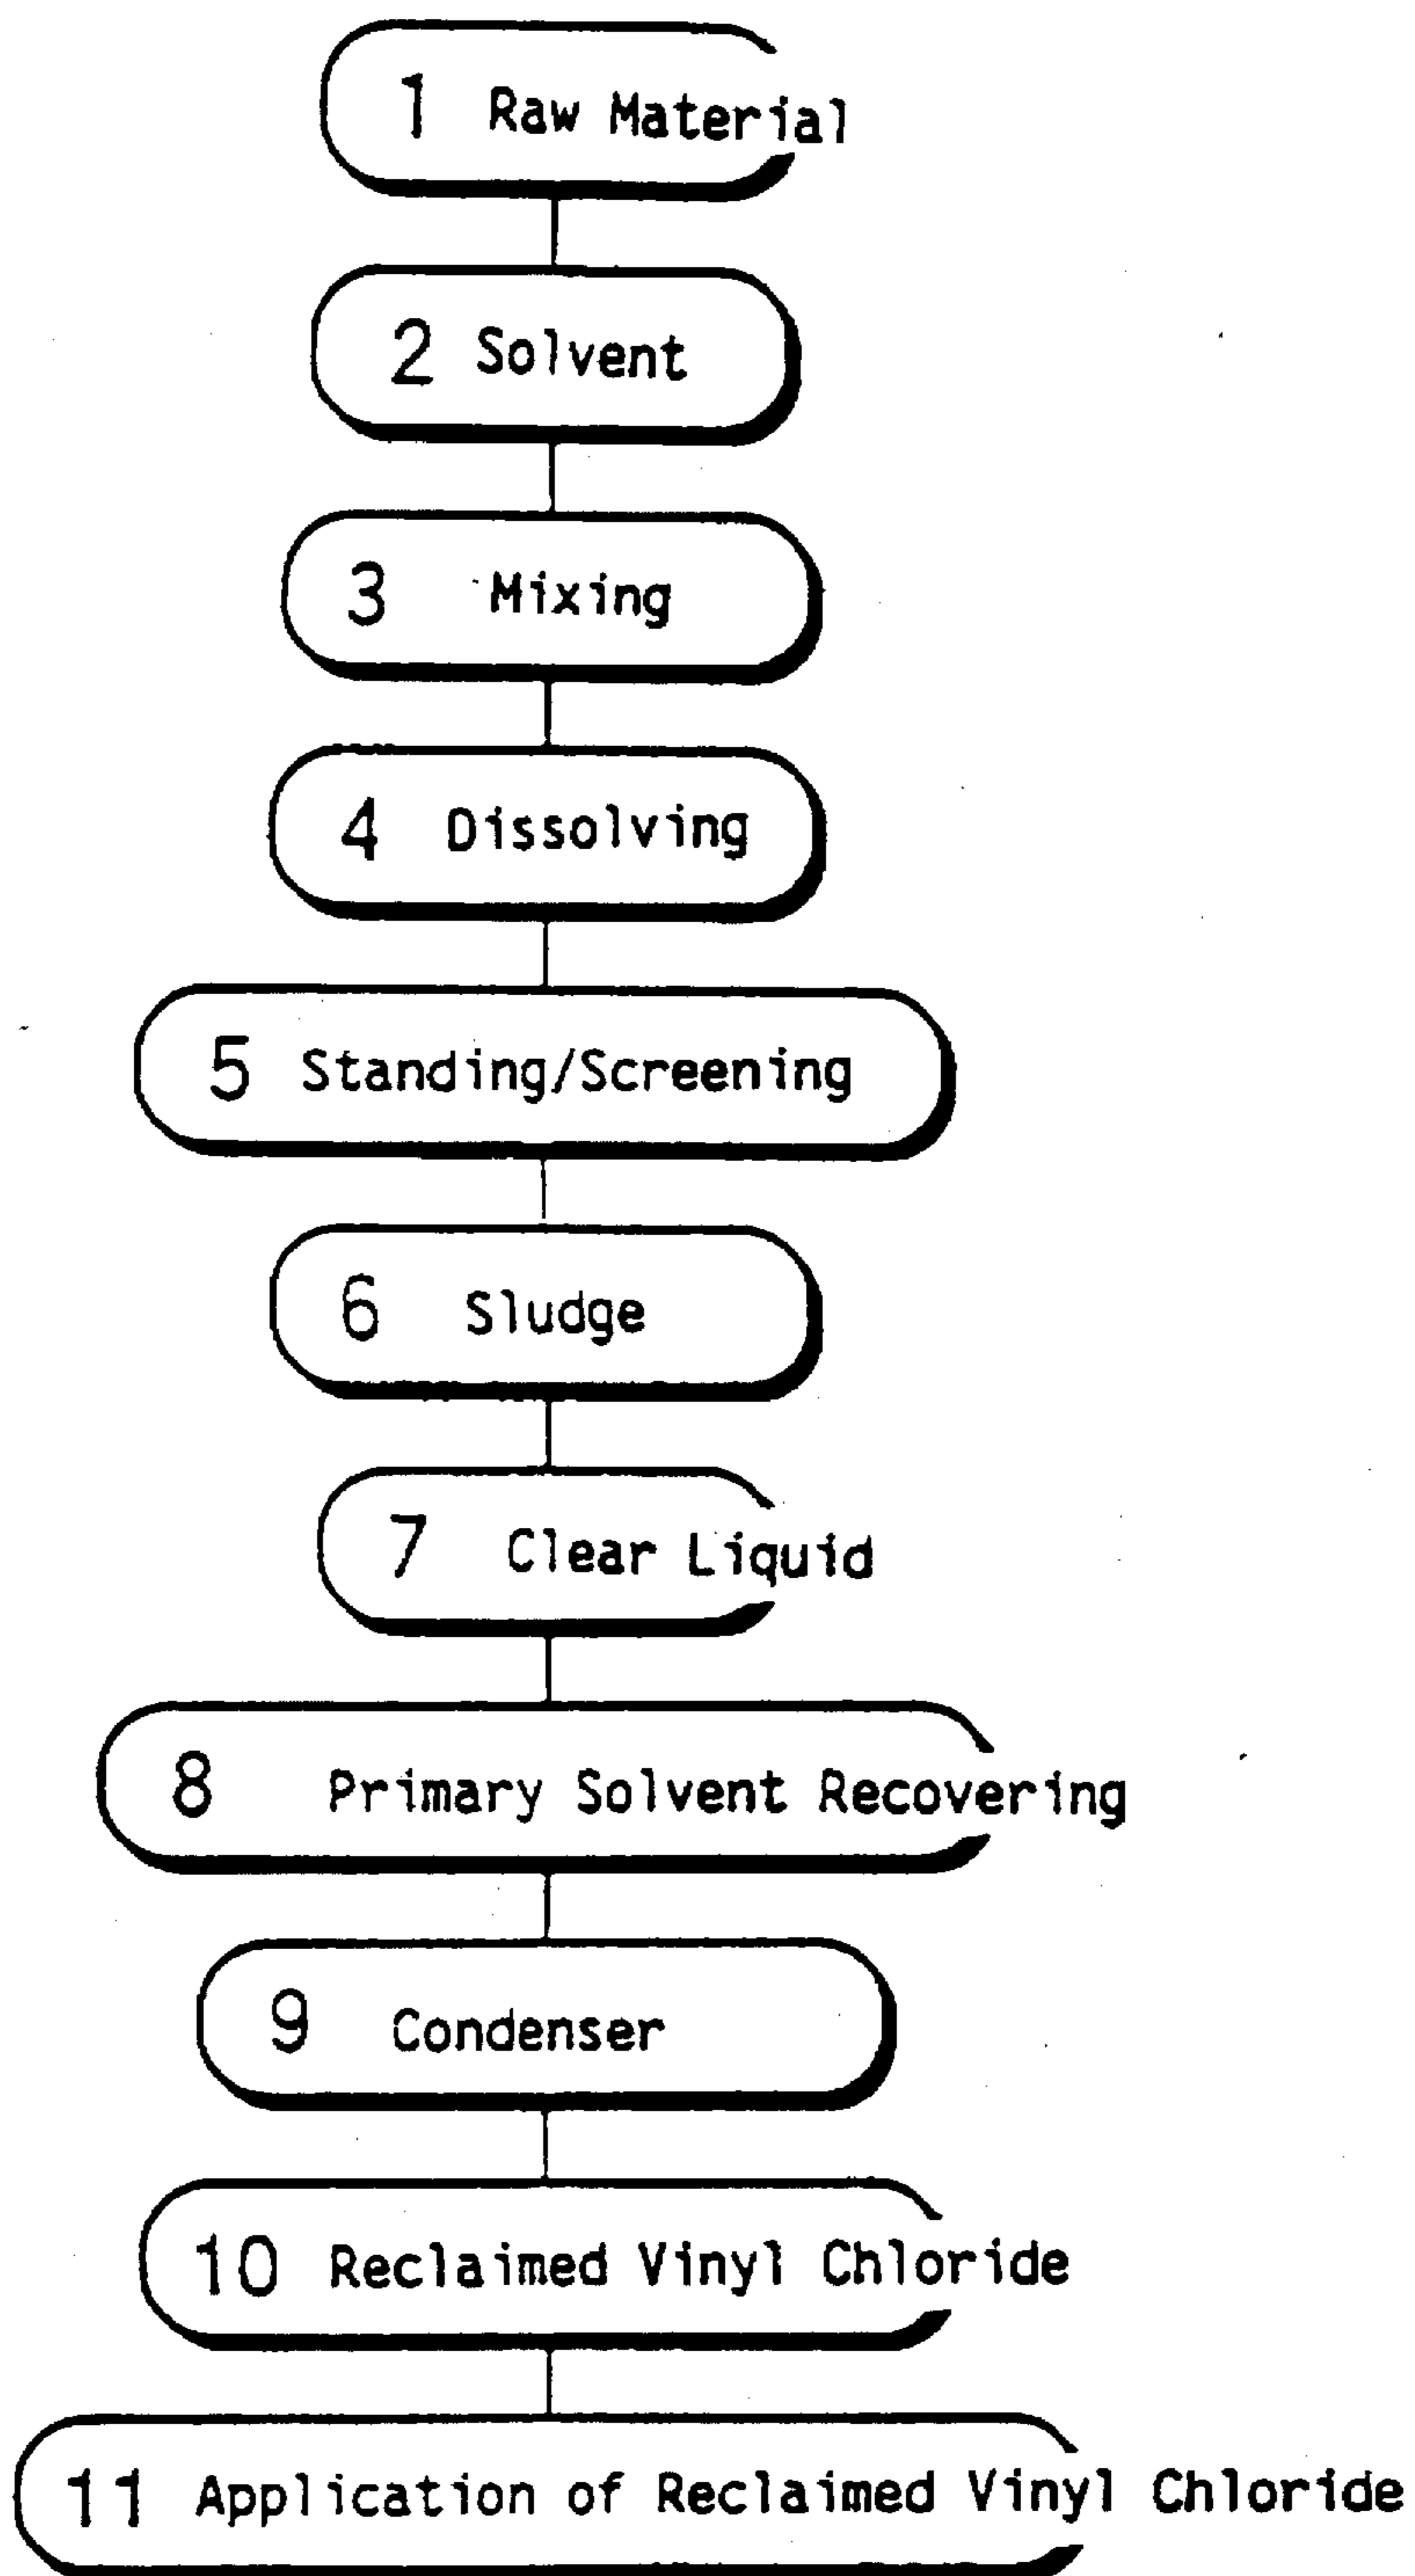 1 Raw Material
2 Solvent
3 Mixing
4 Dissolving
5 Standing/Screening
6 Sludge
7 Clear Liquid
8 Primary Solvent Recovering
9 Condenser
10 Reclaimed Vinyl Chloride
11 Application of Reclaimed Vinyl Chloride